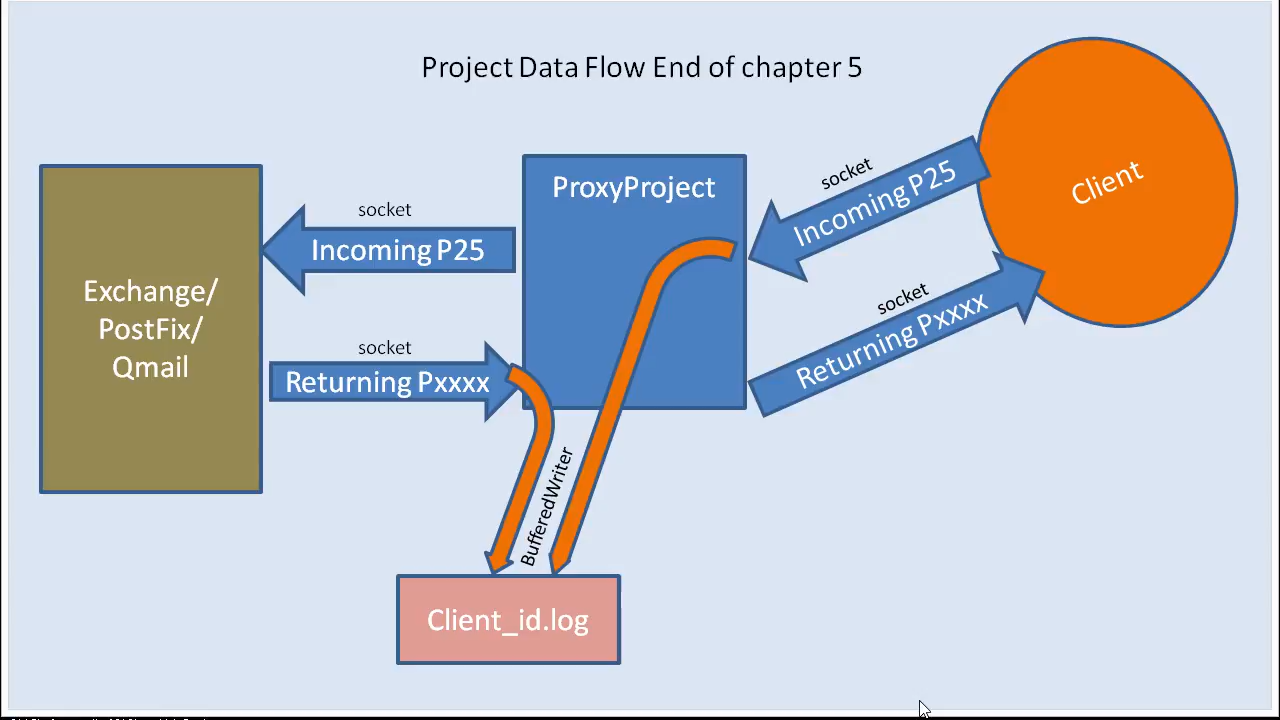 Project Data Flow End of chapter 5
Client
socket
Incoming P25
ProxyProject
socket
Incoming P25
Exchange/
PostFix/
Qmail
socket
Returning Pxxxx
socket
Returning Pxxxx
BufferedWriter
Client_id.log